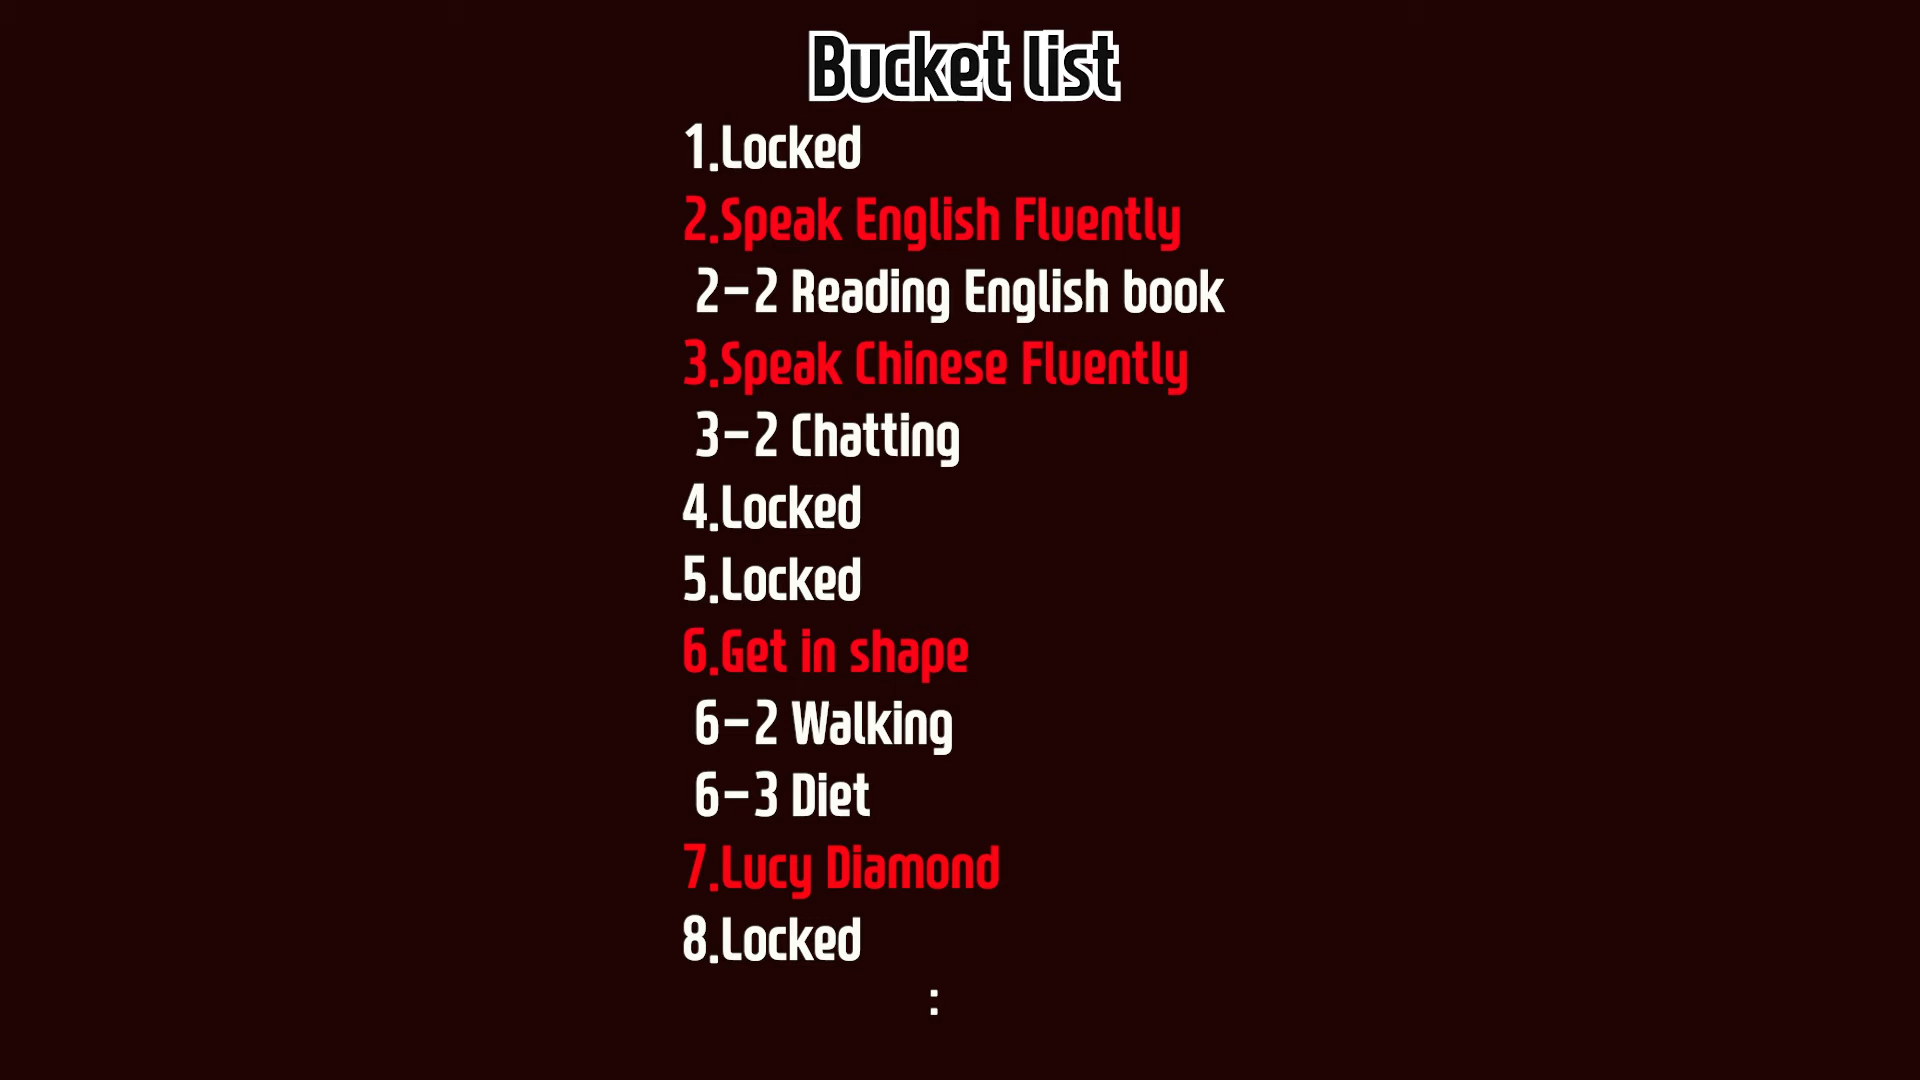 Bucket list
1.Locked
2.Speak English Fluently
2-2 Reading English book
3.Speak Chinese Fluently
3-2 Chatting
4.Locked
5.Locked
6.Get in shape
6-2 Walking
6-3 Diet
7.Lucy Diamond
8.Locked
: